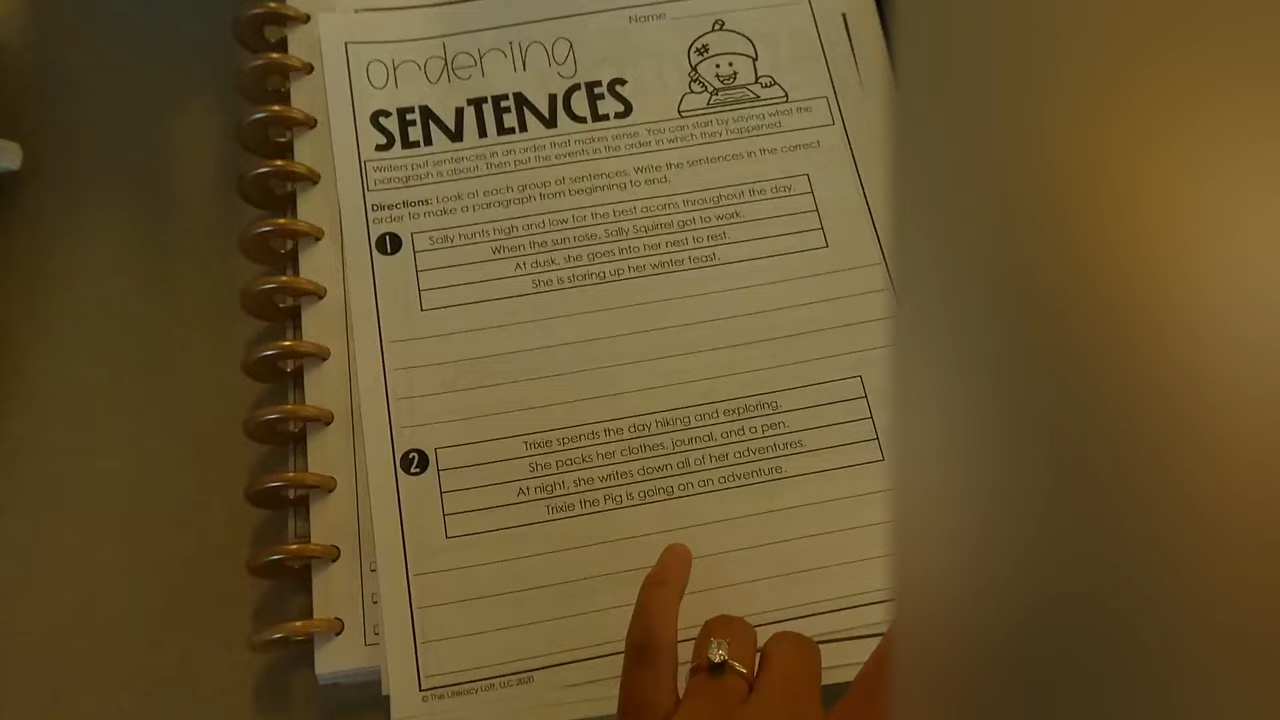 Name
ordering
SENTENCES
Writers put sentences in an order that makes sense. You can start by saying what the
paragraph is about. Then put the events in the order in which they happened.
Directions: Look at each group of sentences. Write the sentences in the correct
order to make a paragraph from beginning to end.
1
Sally hunts high and low for the best acorns throughout the day.
When the sun rose, Sally Squirrel got to work.
At dusk, she goes into her nest to rest.
She is storing up her winter feast.
2
Trixie spends the day hiking and exploring.
She packs her clothes, journal, and a pen.
At night, she writes down all of her adventures.
Trixie the Pig is going on an adventure.
© The Literacy Loft, LLC 2020